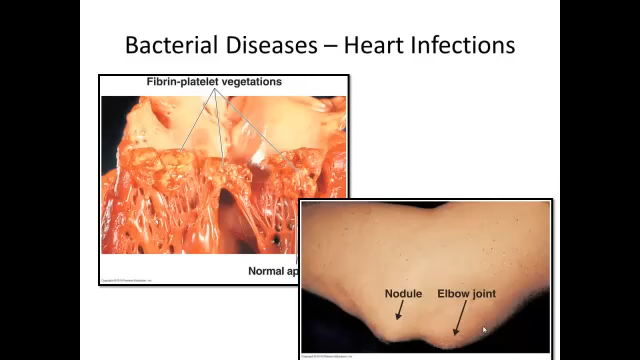 Bacterial Diseases – Heart Infections
Fibrin-platelet vegetations
Normal ap
Nodule
Elbow joint